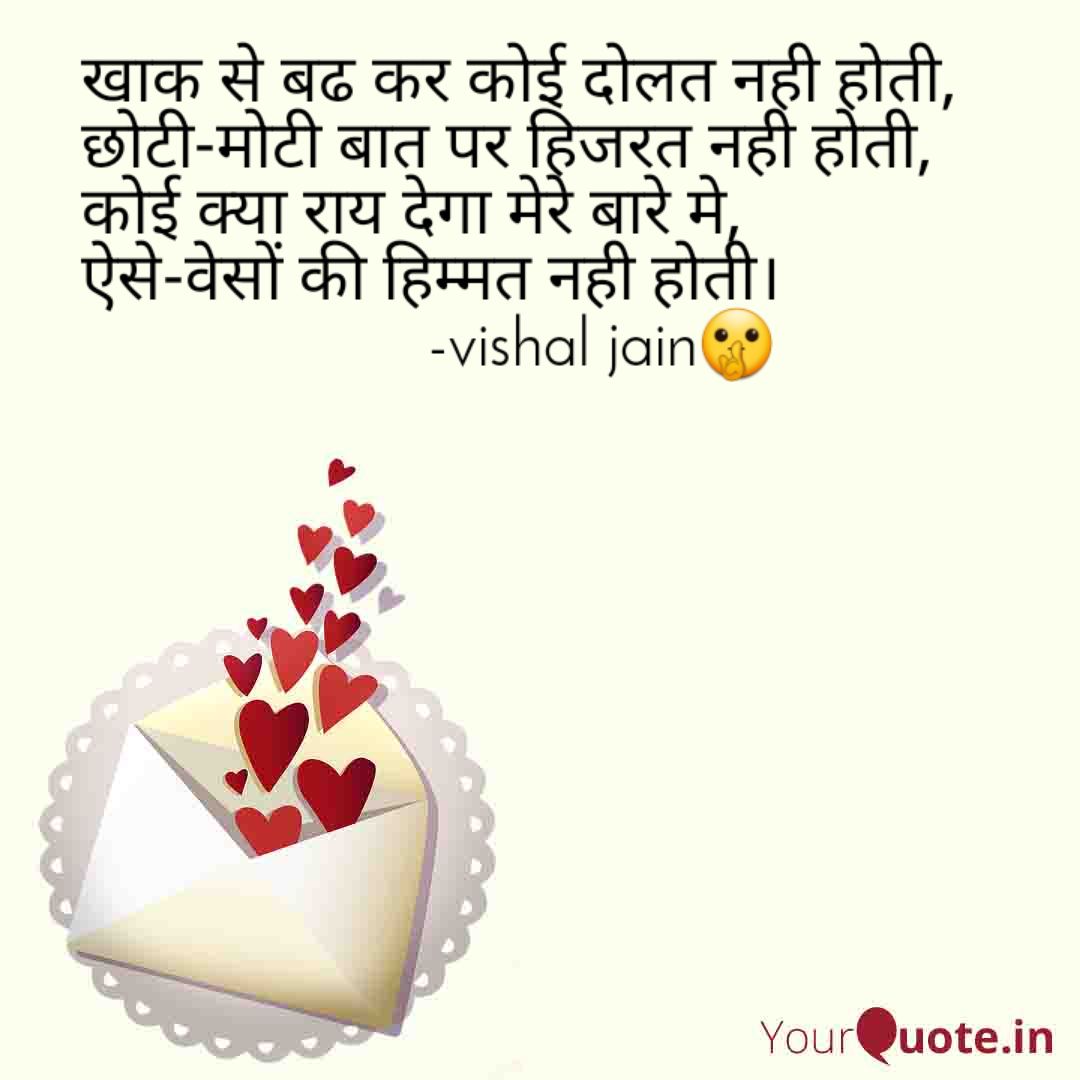 खाक से बढ कर कोई दोलत नही होती,
छोटी-मोटी बात पर हिजरत नही होती,
कोई क्या राय देगा मेरे बारे मे,
ऐसे-वेसों की हिम्मत नही होती।
-vishal jain🤫
YourQuote.in